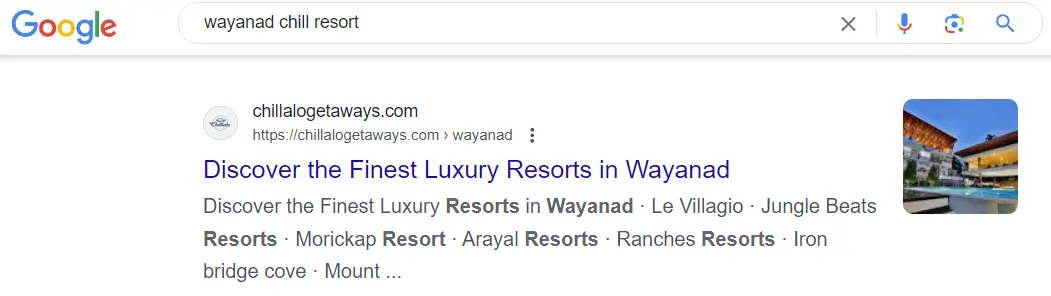 Google
wayanad chill resort
chillalogetaways.com
https://chillalogetaways.com › wayanad
Discover the Finest Luxury Resorts in Wayanad
Discover the Finest Luxury Resorts in Wayanad · Le Villagio · Jungle Beats
Resorts · Morickap Resort · Arayal Resorts · Ranches Resorts · Iron
bridge cove · Mount ...